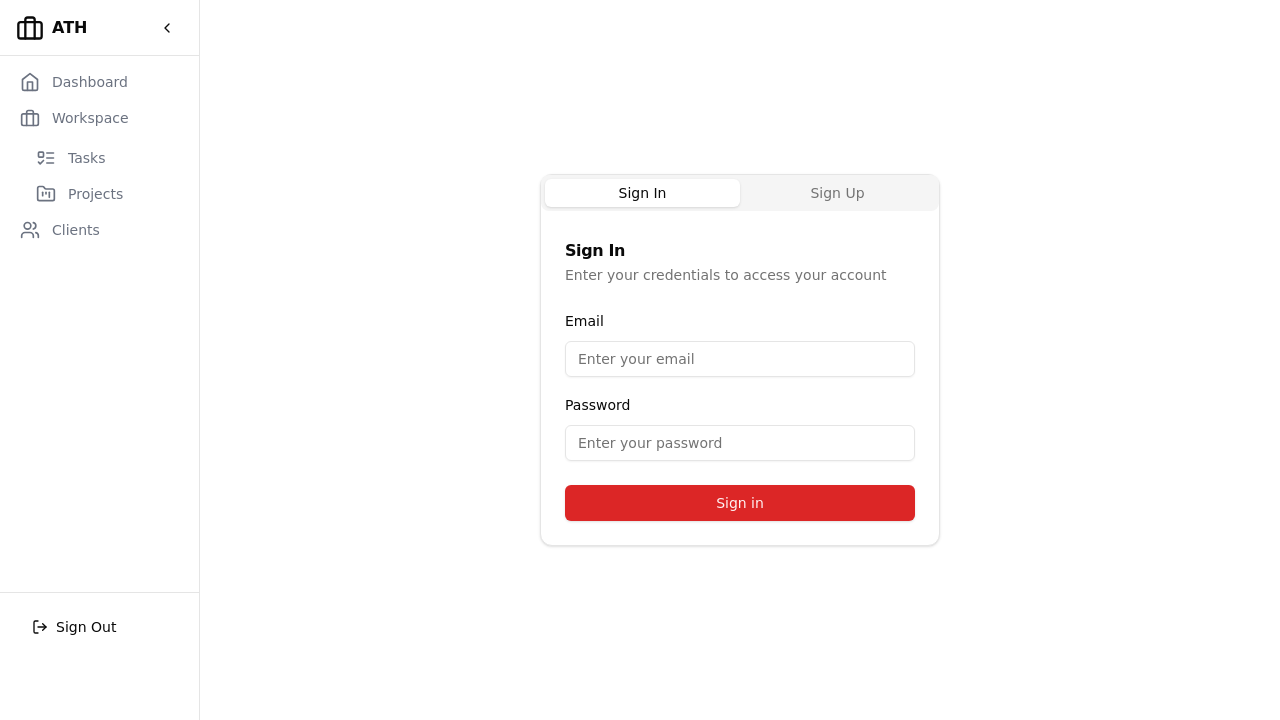 ATH
Dashboard
Workspace
Tasks
Projects
Clients
Sign Out
Sign In
Sign Up
Sign In
Enter your credentials to access your account
Email
Enter your email
Password
Enter your password
Sign in